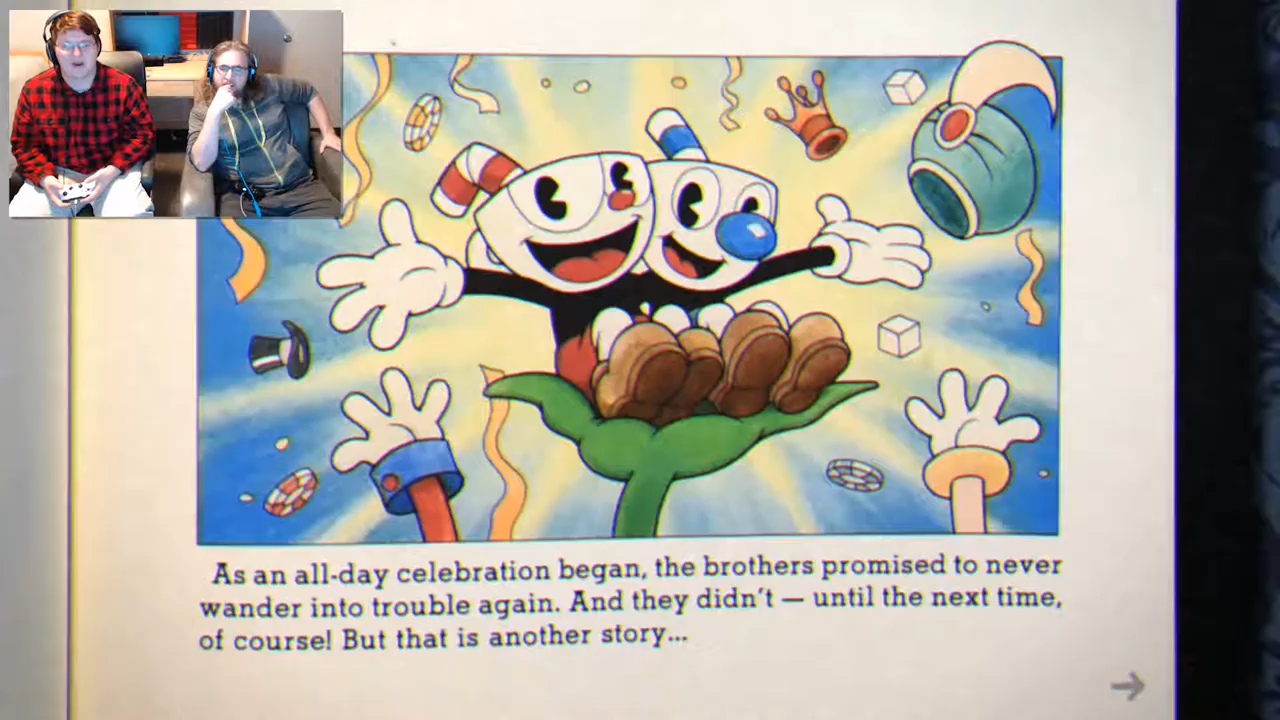 As an all-day celebration began, the brothers promised to never
wander into trouble again. And they didn't — until the next time,
of course! But that is another story...